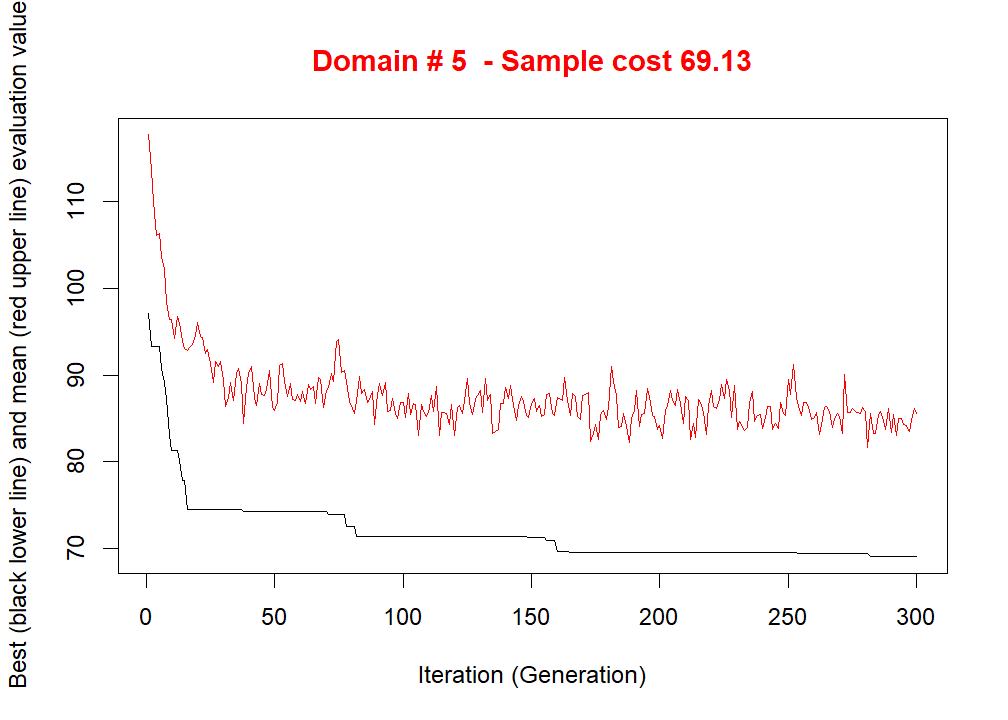 Domain # 5  - Sample cost 69.13
Best (black lower line) and mean (red upper line) evaluation value
110
100
90
80
70
0 50 100 150 200 250 300
Iteration (Generation)